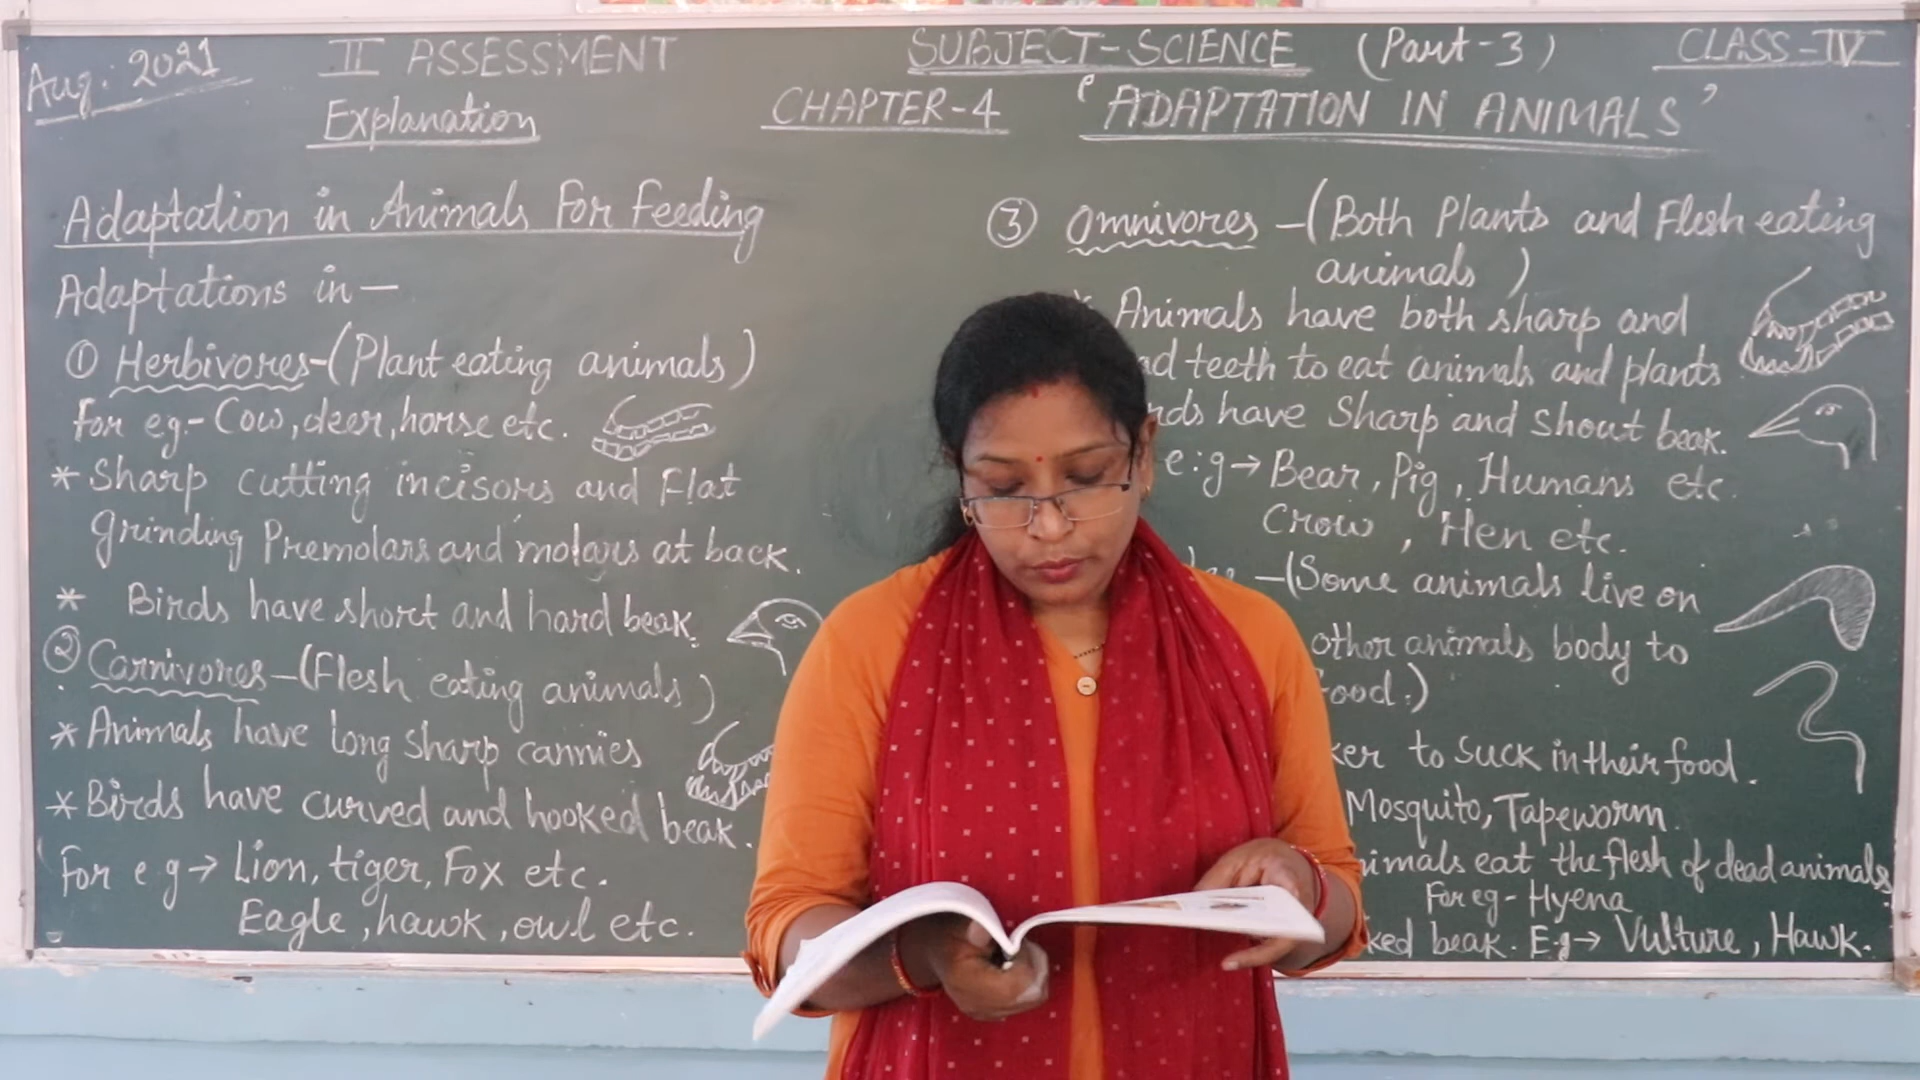 Aug. 2021
II ASSESSMENT
SUBJECT-SCIENCE (Part-3)
CLASS-IV
Explanation
CHAPTER-4 'ADAPTATION IN ANIMALS'
Adaptation in Animals For Feeding
Adaptations in-
① Herbivores-(Plant eating animals)
For eg.- Cow, deer, horse etc.
* Sharp cutting incisors and Flat
grinding Premolars and molars at back.
* Birds have short and hard beak.
② Carnivores-(Flesh eating animals)
* Animals have long sharp cannies
* Birds have curved and hooked beak.
For e g → Lion, tiger, Fox etc.
Eagle, hawk, owl etc.
③ Omnivores -(Both Plants and Flesh eating
animals)
* Animals have both sharp and
teeth to eat animals and plants
have Sharp and Shout beak.
e:g → Bear, Pig, Humans etc.
Crow, Hen etc.
-(Some animals live on
other animals body to
food.)
to suck in their food.
Mosquito, Tapeworm.
eat the flesh of dead animals.
For eg - Hyena
beak. E.g → Vulture, Hawk.